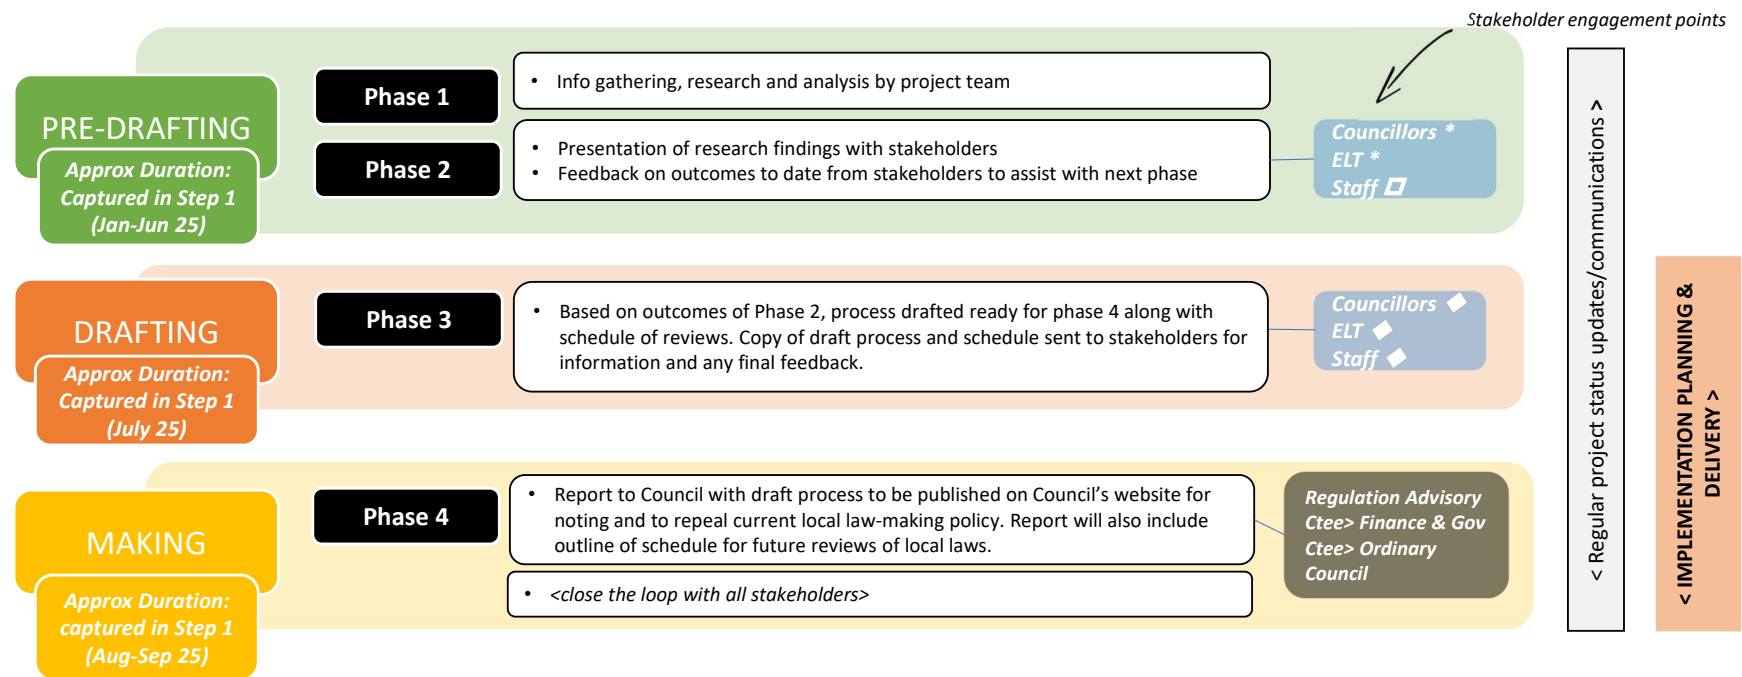 Stakeholder engagement points
PRE-DRAFTING
Approx Duration:
Captured in Step 1
(Jan-Jun 25)
Phase 1
• Info gathering, research and analysis by project team
Phase 2
• Presentation of research findings with stakeholders
• Feedback on outcomes to date from stakeholders to assist with next phase
Councillors *
ELT *
Staff
DRAFTING
Approx Duration:
Captured in Step 1
(July 25)
Phase 3
• Based on outcomes of Phase 2, process drafted ready for phase 4 along with
schedule of reviews. Copy of draft process and schedule sent to stakeholders for
information and any final feedback.
Councillors
ELT
Staff
MAKING
Approx Duration:
captured in Step 1
(Aug-Sep 25)
Phase 4
• Report to Council with draft process to be published on Council’s website for
noting and to repeal current local law-making policy. Report will also include
outline of schedule for future reviews of local laws.
• <close the loop with all stakeholders>
Regulation Advisory
Ctee> Finance & Gov
Ctee> Ordinary
Council
< Regular project status updates/communications >
< IMPLEMENTATION PLANNING &
DELIVERY >